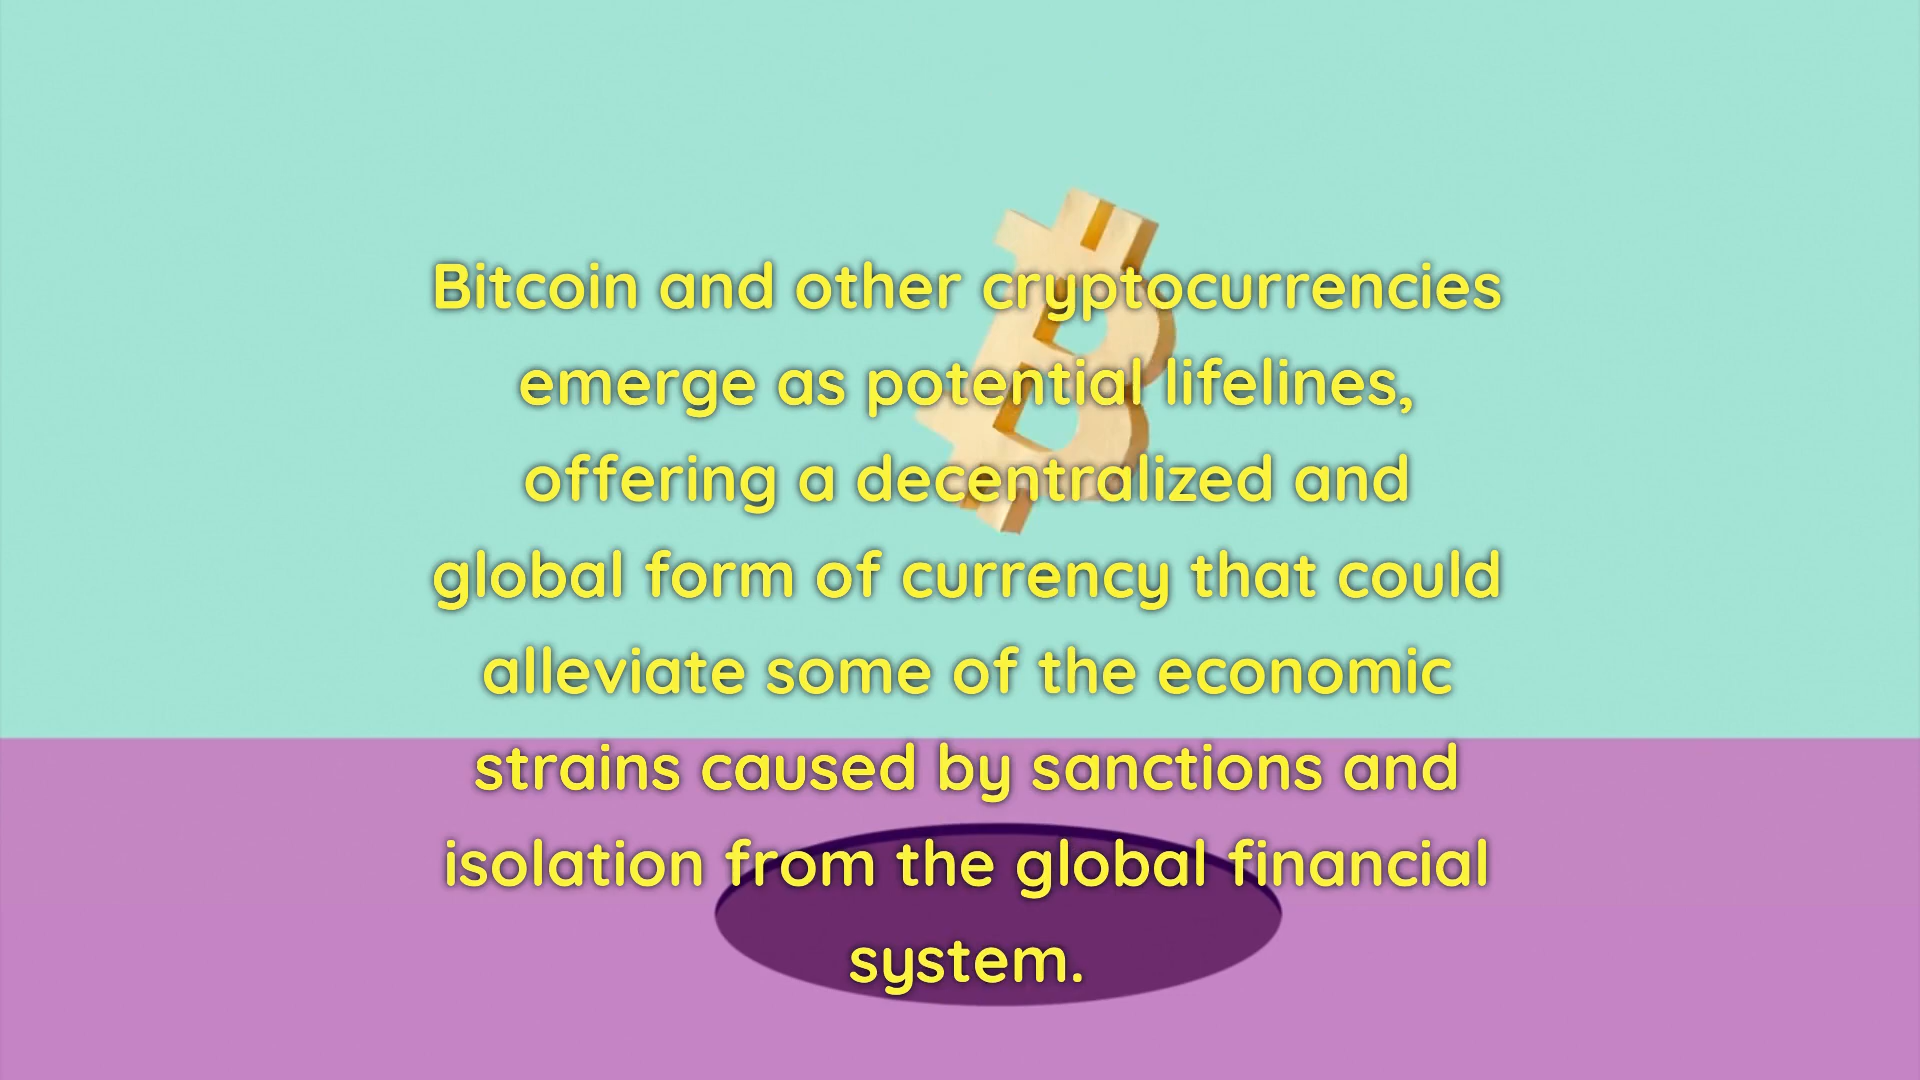 Bitcoin and other cryptocurrencies
emerge as potential lifelines,
offering a decentralized and
global form of currency that could
alleviate some of the economic
strains caused by sanctions and
isolation from the global financial
system.